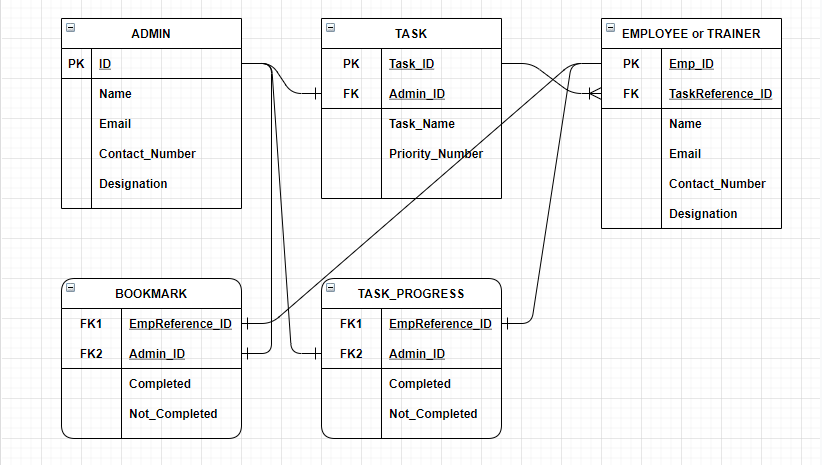 ADMIN
PK ID
Name
Email
Contact_Number
Designation
TASK
PK Task_ID
FK Admin_ID
Task_Name
Priority_Number
EMPLOYEE or TRAINER
PK Emp_ID
FK TaskReference_ID
Name
Email
Contact_Number
Designation
BOOKMARK
FK1 EmpReference_ID
FK2 Admin_ID
Completed
Not_Completed
TASK_PROGRESS
FK1 EmpReference_ID
FK2 Admin_ID
Completed
Not_Completed